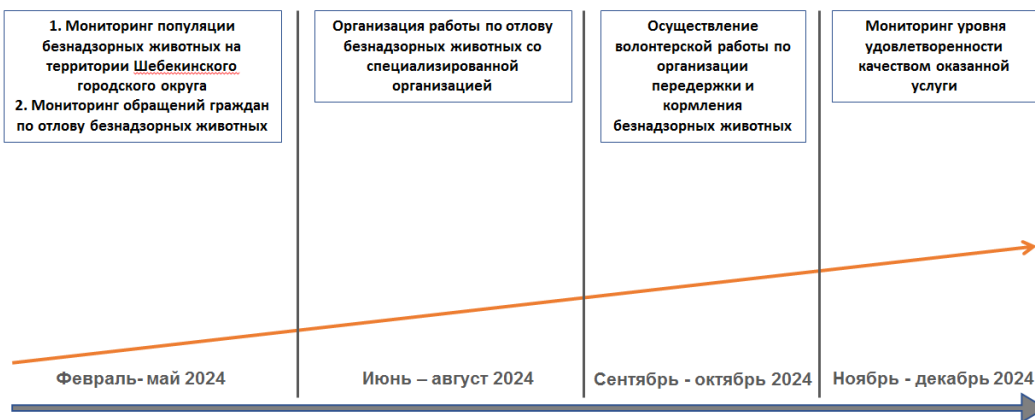 1. Мониторинг популяции
безнадзорных животных на
территории Шебекинского
городского округа
2. Мониторинг обращений граждан
по отлову безнадзорных животных
Организация работы по отлову
безнадзорных животных со
специализированной
организацией
Осуществление
волонтерской работы по
организации
передержки и
кормления
безнадзорных животных
Мониторинг уровня
удовлетворенности
качеством оказанной
услуги
Февраль- май 2024
Июнь – август 2024
Сентябрь - октябрь 2024
Ноябрь - декабрь 2024